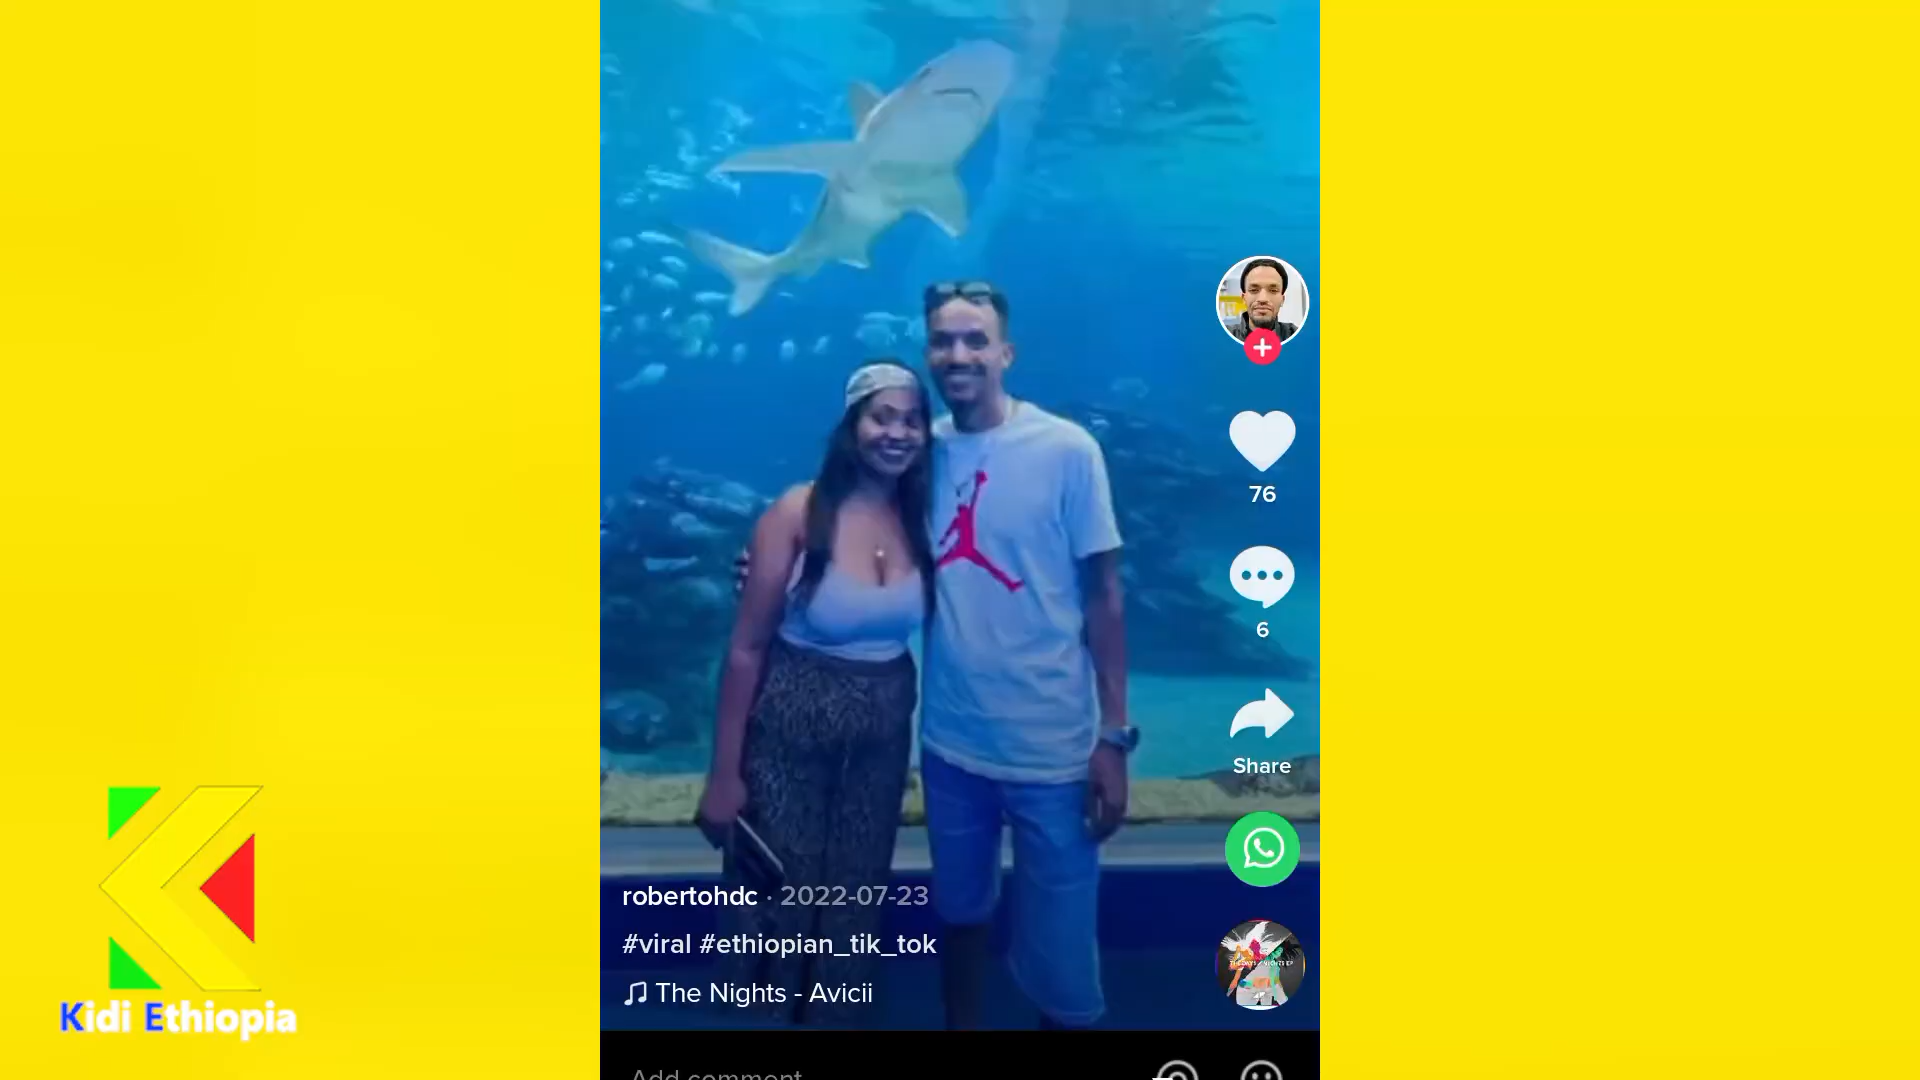 76
6
Share
robertohdc · 2022-07-23
#viral #ethiopian_tik_tok
The Nights - Avicii
Kidi Ethiopia
Add comment...